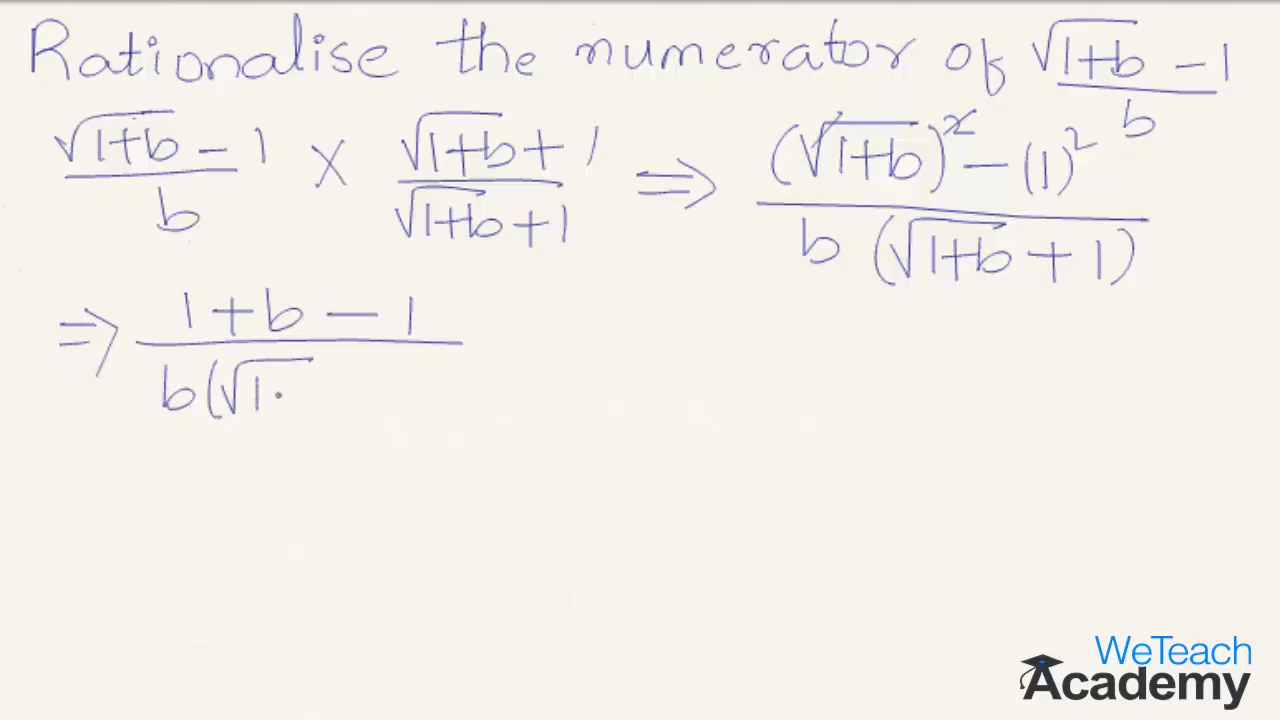 Rationalise the numerator of (√(1+b) - 1)/b
(√(1+b) - 1)/b × (√(1+b) + 1)/(√(1+b) + 1) ⇒ ((√(1+b))² - (1)²)/(b(√(1+b) + 1))
⇒ (1+b-1)/(b(√1·
WeTeach
Academy